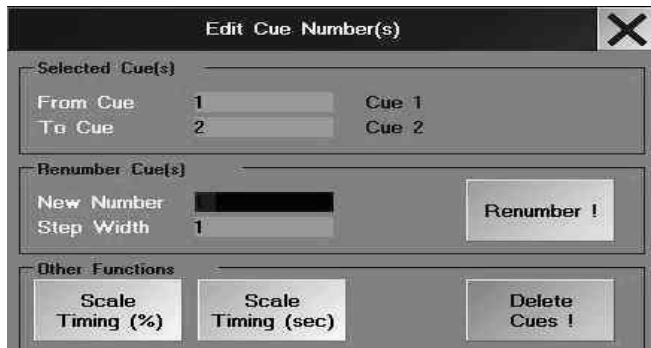 Edit Cue Number(s)
Selected Cue(s)
From Cue 1 Cue 1
To Cue 2 Cue 2
Renumber Cue(s)
New Number
Step Width 1
Renumber !
Other Functions
Scale Timing (%)
Scale Timing (sec)
Delete Cues !